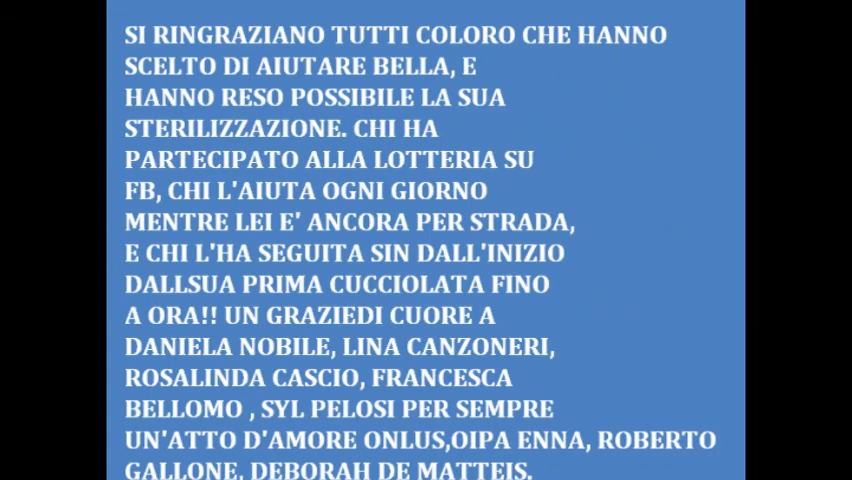 SI RINGRAZIANO TUTTI COLORO CHE HANNO
SCELTO DI AIUTARE BELLA, E
HANNO RESO POSSIBILE LA SUA
STERILIZZAZIONE. CHI HA
PARTECIPATO ALLA LOTTERIA SU
FB, CHI L'AIUTA OGNI GIORNO
MENTRE LEI E' ANCORA PER STRADA,
E CHI L'HA SEGUITA SIN DALL'INIZIO
DALLSUA PRIMA CUCCIOLATA FINO
A ORA!! UN GRAZIEDI CUORE A
DANIELA NOBILE, LINA CANZONERI,
ROSALINDA CASCIO, FRANCESCA
BELLOMO , SYL PELOSI PER SEMPRE
UN'ATTO D'AMORE ONLUS,OIPA ENNA, ROBERTO
GALLONE, DEBORAH DE MATTEIS.